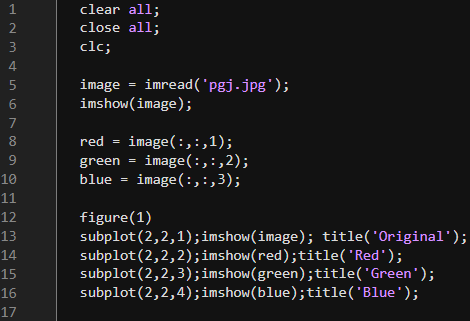 1 clear all;
2 close all;
3 clc;
4
5 image = imread('pgj.jpg');
6 imshow(image);
7
8 red = image(:,:,1);
9 green = image(:,:,2);
10 blue = image(:,:,3);
11
12 figure(1)
13 subplot(2,2,1);imshow(image); title('Original');
14 subplot(2,2,2);imshow(red);title('Red');
15 subplot(2,2,3);imshow(green);title('Green');
16 subplot(2,2,4);imshow(blue);title('Blue');
17